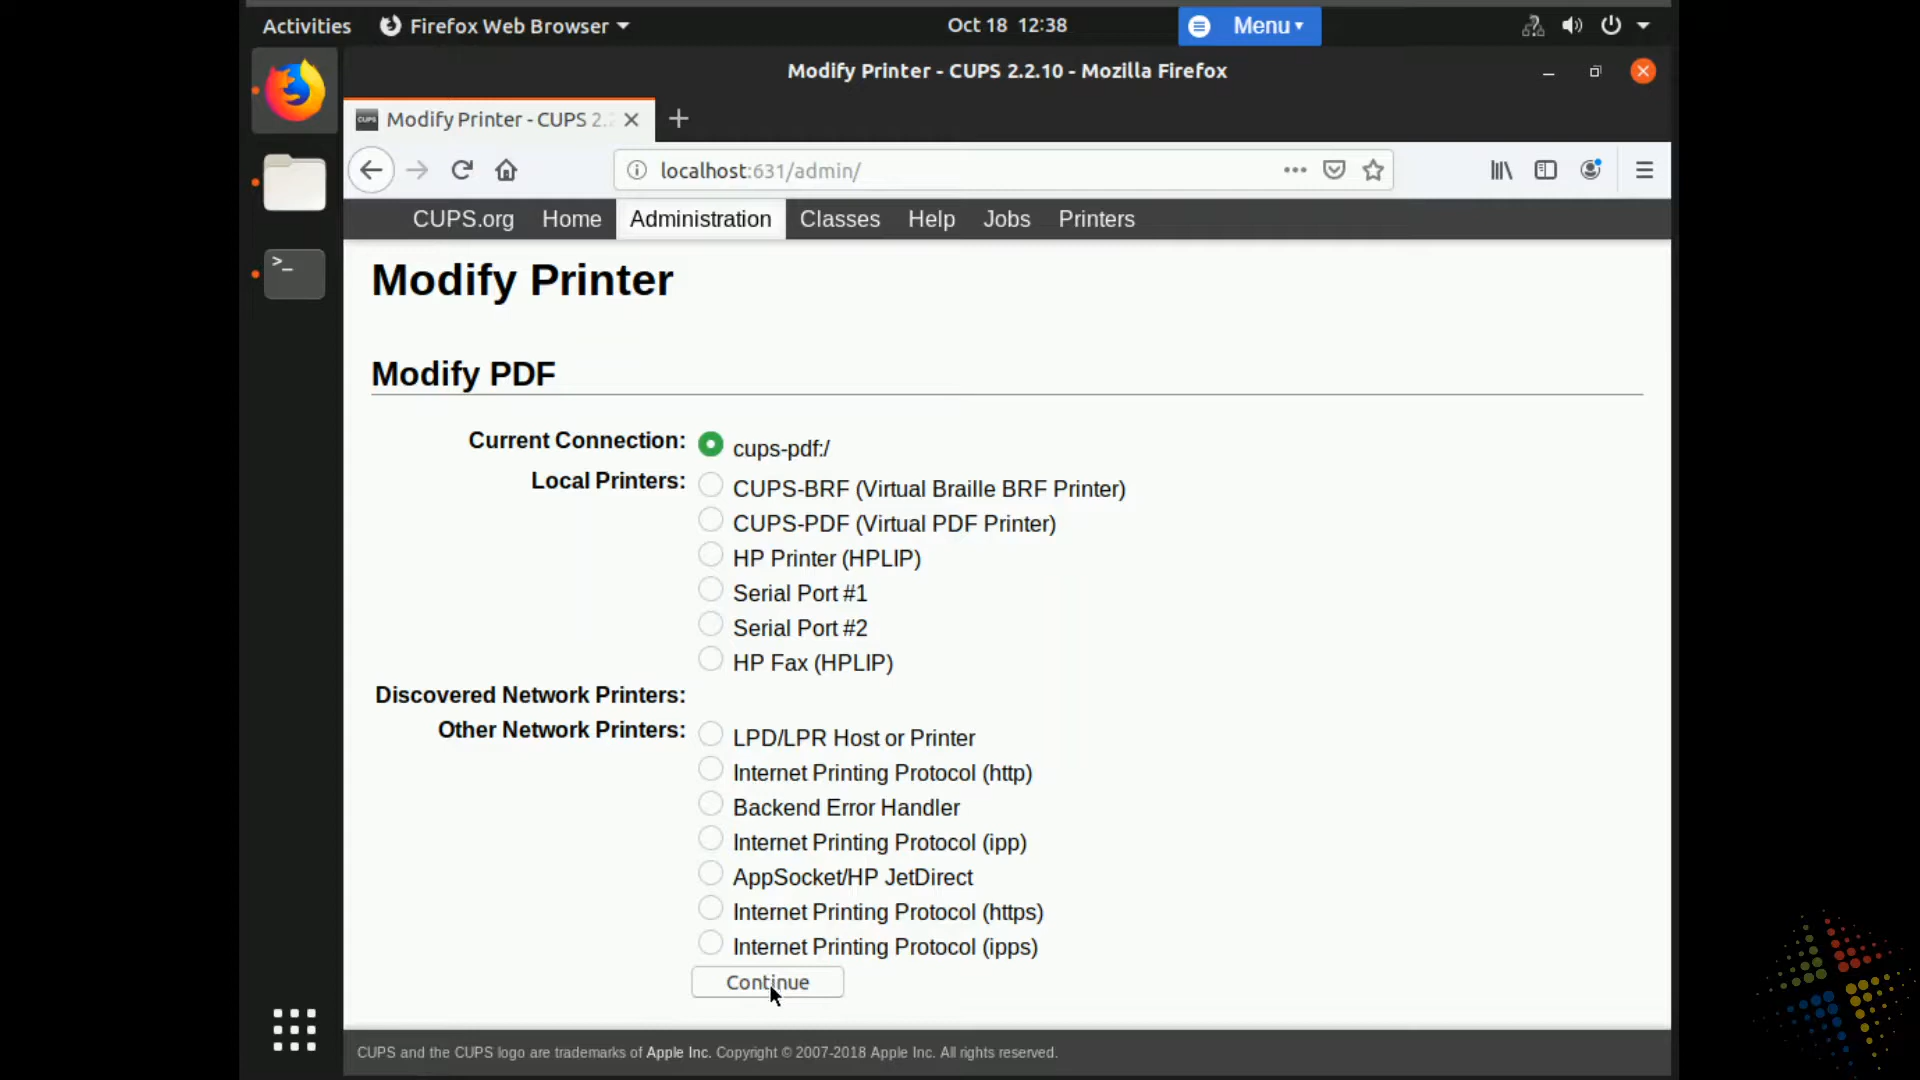 Activities Firefox Web Browser Oct 18 12:38 Menu
Modify Printer - CUPS 2.2.10 - Mozilla Firefox
CUPS Modify Printer - CUPS 2.
localhost:631/admin/
CUPS.org Home Administration Classes Help Jobs Printers
Modify Printer
Modify PDF
Current Connection: cups-pdf:/
Local Printers: CUPS-BRF (Virtual Braille BRF Printer)
CUPS-PDF (Virtual PDF Printer)
HP Printer (HPLIP)
Serial Port #1
Serial Port #2
HP Fax (HPLIP)
Discovered Network Printers:
Other Network Printers: LPD/LPR Host or Printer
Internet Printing Protocol (http)
Backend Error Handler
Internet Printing Protocol (ipp)
AppSocket/HP JetDirect
Internet Printing Protocol (https)
Internet Printing Protocol (ipps)
Continue
CUPS and the CUPS logo are trademarks of Apple Inc. Copyright © 2007-2018 Apple Inc. All rights reserved.